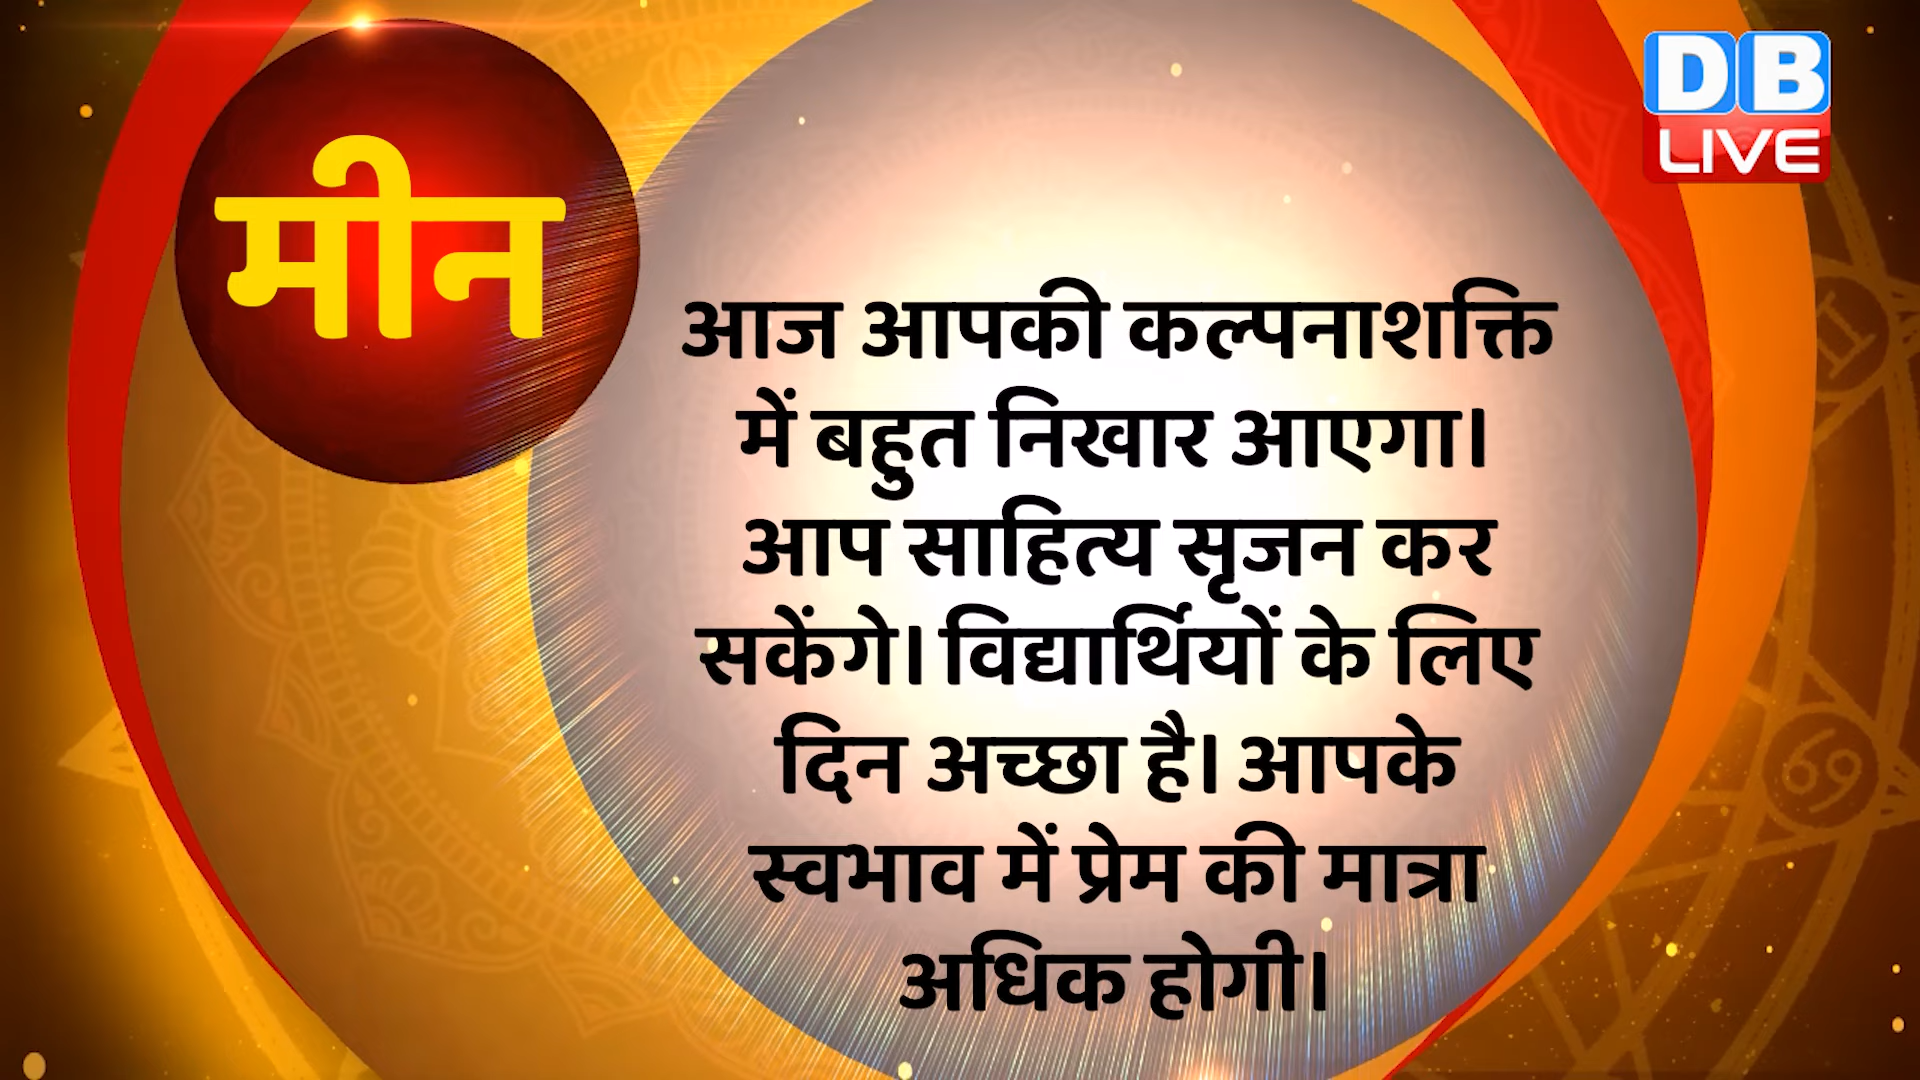 मीन
DB
LIVE
आज आपकी कल्पनाशक्ति
में बहुत निखार आएगा।
आप साहित्य सृजन कर
सकेंगे। विद्यार्थियों के लिए
दिन अच्छा है। आपके
स्वभाव में प्रेम की मात्रा
अधिक होगी।